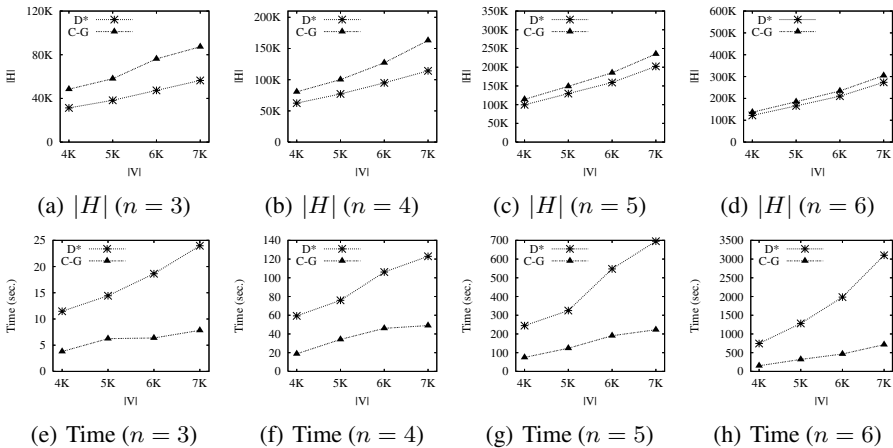 120K
80K
40K
0
|H|
D*
C-G
4K 5K 6K 7K
|V|
(a) |H| (n = 3)
200K
150K
100K
50K
0
|H|
D*
C-G
4K 5K 6K 7K
|V|
(b) |H| (n = 4)
350K
300K
250K
200K
150K
100K
50K
0
|H|
D*
C-G
4K 5K 6K 7K
|V|
(c) |H| (n = 5)
600K
500K
400K
300K
200K
100K
|H|
D*
C-G
4K 5K 6K 7K
|V|
(d) |H| (n = 6)
25
20
15
10
5
0
Time (sec.)
D*
C-G
4K 5K 6K 7K
|V|
(e) Time (n = 3)
140
120
100
80
60
40
20
0
Time (sec.)
D*
C-G
4K 5K 6K 7K
|V|
(f) Time (n = 4)
700
600
500
400
300
200
100
0
Time (sec.)
D*
C-G
4K 5K 6K 7K
|V|
(g) Time (n = 5)
3500
3000
2500
2000
1500
1000
500
0
Time (sec.)
D*
C-G
4K 5K 6K 7K
|V|
(h) Time (n = 6)